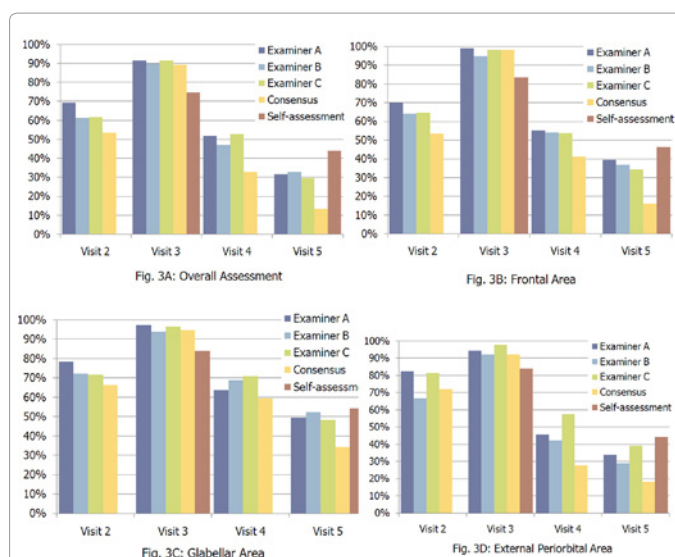 100%
90%
80%
70%
60%
50%
40%
30%
20%
10%
0%
Examiner A
Examiner B
Examiner C
Consensus
Self-assessment
Visit 2 Visit 3 Visit 4 Visit 5
Fig. 3A: Overall Assessment
100%
90%
80%
70%
60%
50%
40%
30%
20%
10%
0%
Examiner A
Examiner B
Examiner C
Consensus
Self-assessment
Visit 2 Visit 3 Visit 4 Visit 5
Fig. 3B: Frontal Area
100%
90%
80%
70%
60%
50%
40%
30%
20%
10%
0%
Examiner A
Examiner B
Examiner C
Consensus
Self-assessm
Visit 2 Visit 3 Visit 4 Visit 5
Fig. 3C: Glabellar Area
100%
90%
80%
70%
60%
50%
40%
30%
20%
10%
0%
Examiner A
Examiner B
Examiner C
Consensus
Self-assessment
Visit 2 Visit 3 Visit 4 Visit 5
Fig. 3D: External Periorbital Area